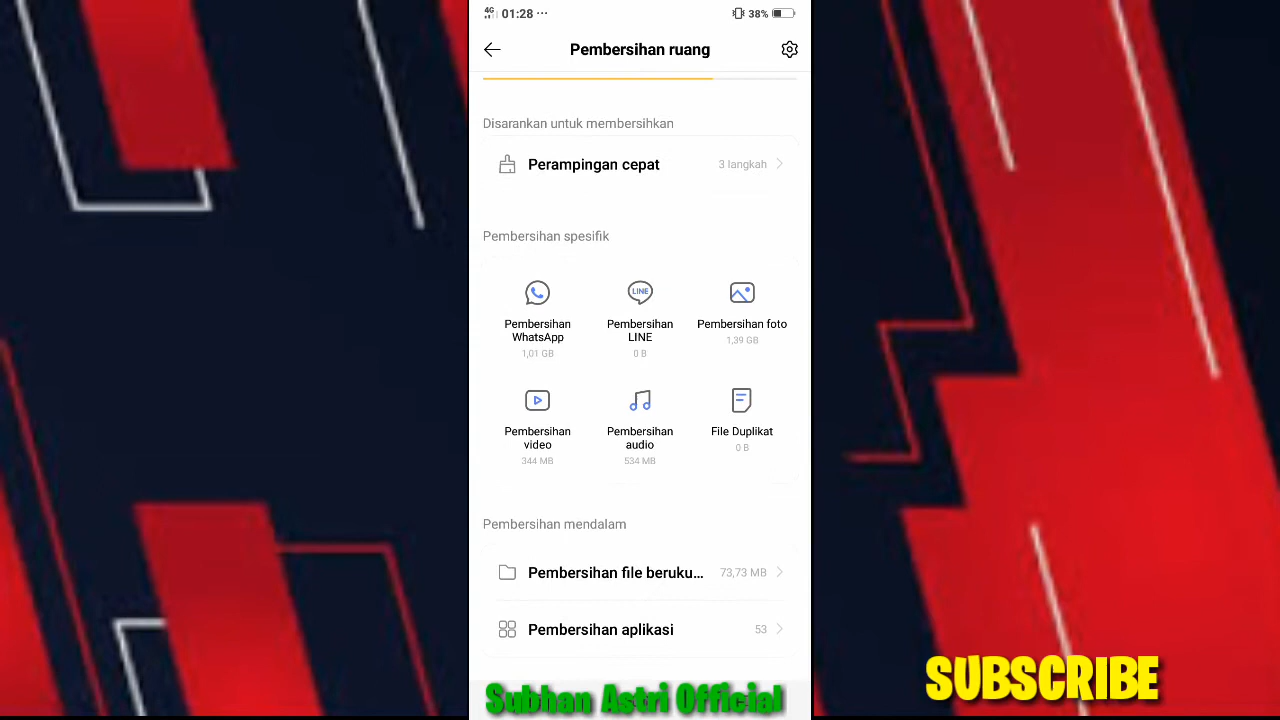 4G 01:28 ··· 38%
Pembersihan ruang
Disarankan untuk membersihkan
Perampingan cepat 3 langkah
Pembersihan spesifik
LINE
Pembersihan WhatsApp
1,01 GB
Pembersihan LINE
0 B
Pembersihan foto
1,39 GB
Pembersihan video
344 MB
Pembersihan audio
534 MB
File Duplikat
0 B
Pembersihan mendalam
Pembersihan file beruku... 73,73 MB
Pembersihan aplikasi 53
Subhan Astri Official
SUBSCRIBE